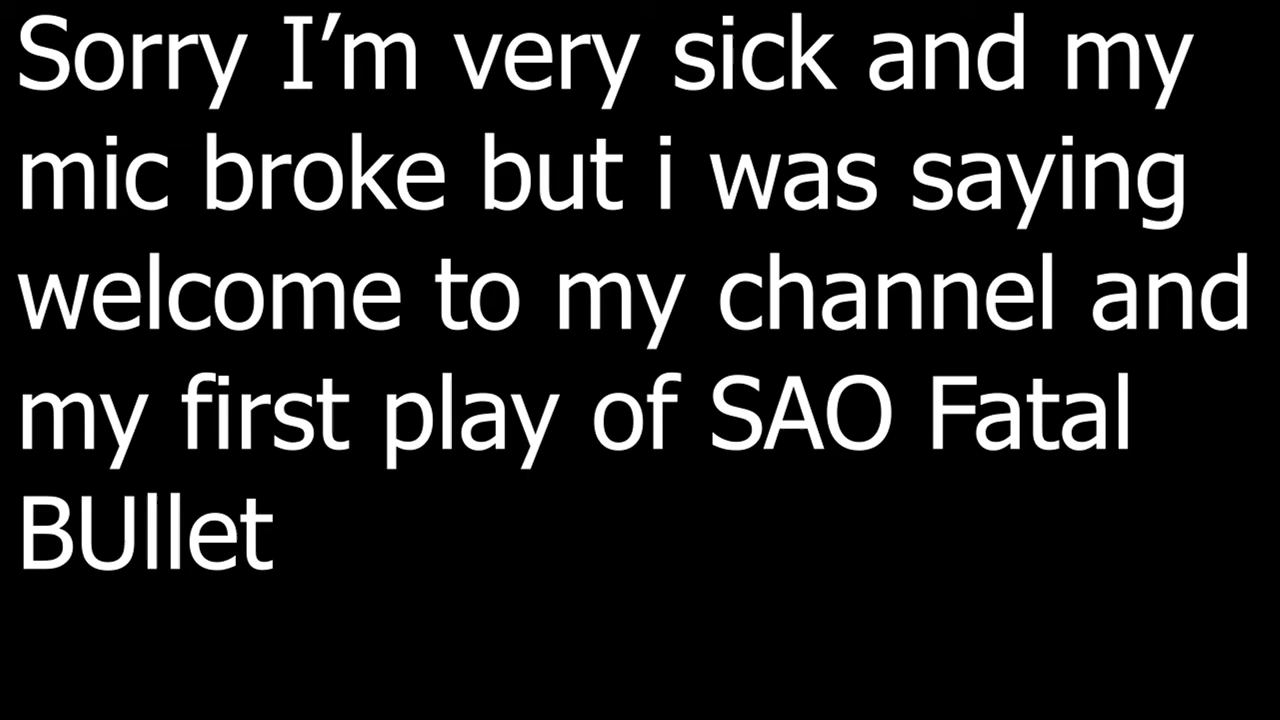 Sorry I’m very sick and my
mic broke but i was saying
welcome to my channel and
my first play of SAO Fatal
BUllet